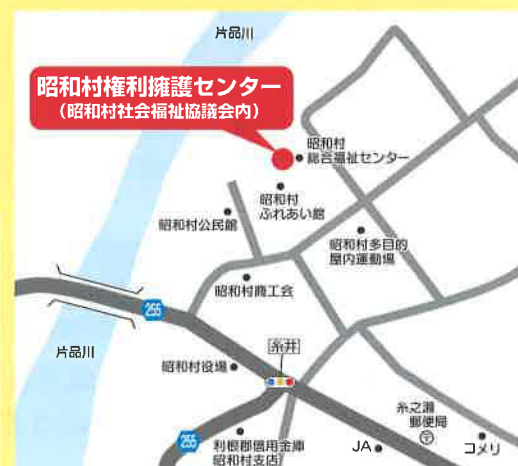 片品川
昭和村権利擁護センター
（昭和村社会福祉協議会内）
昭和村
総合福祉センター
昭和村
ふれあい館
昭和村公民館
昭和村多目的
屋内運動場
昭和村商工会
255
糸井
片品川
昭和村役場
糸之瀬
郵便局
255
利根郡信用金庫
昭和村支店
JA
コメリ